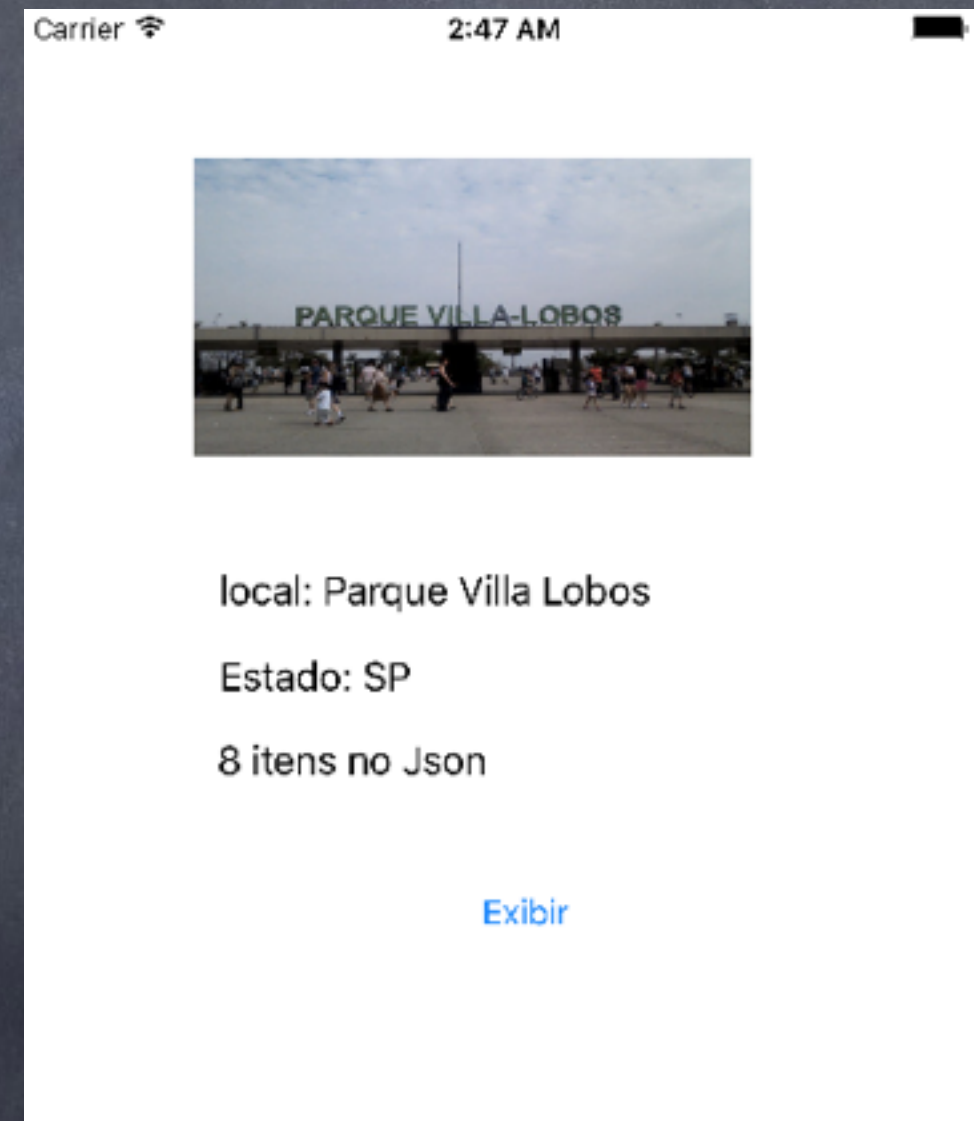 Carrier 2:47 AM
PARQUE VILLA-LOBOS
local: Parque Villa Lobos
Estado: SP
8 itens no Json
Exibir